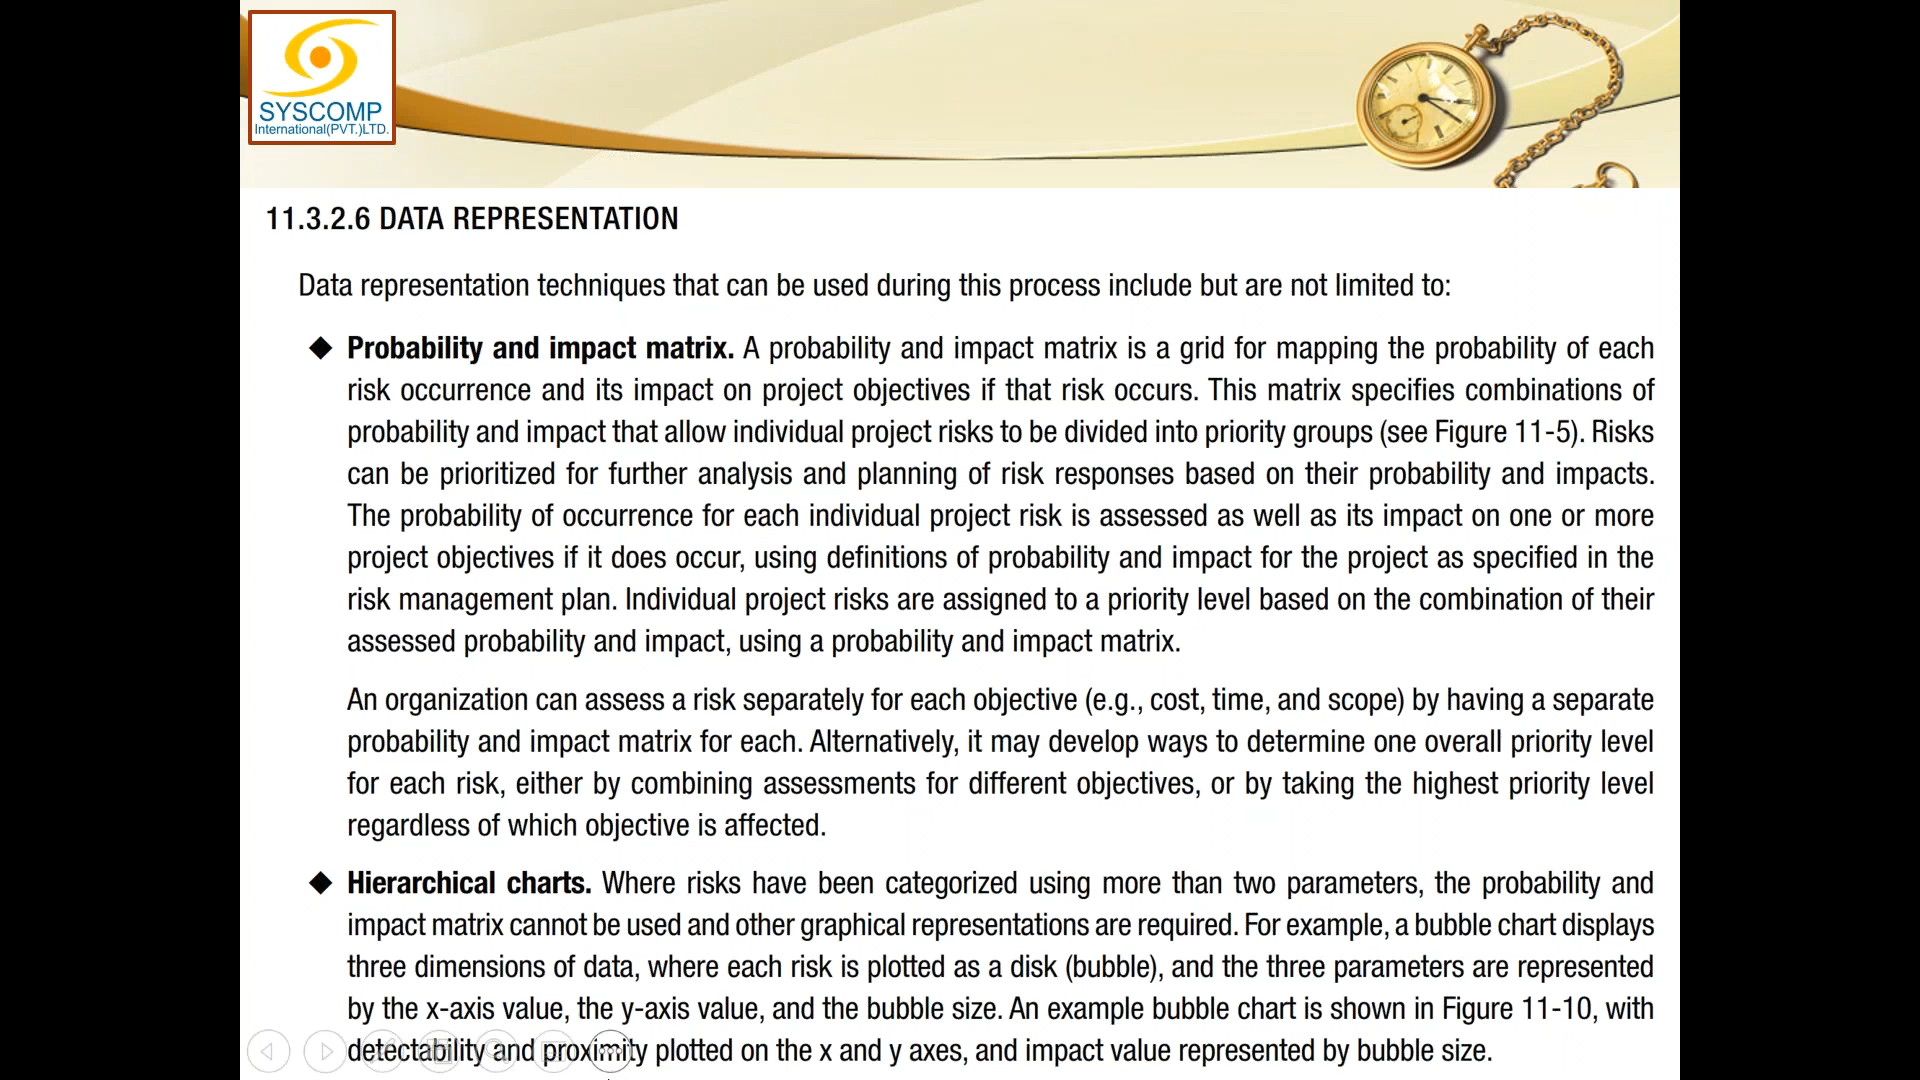 SYSCOMP
International(PVT.)LTD.
11.3.2.6 DATA REPRESENTATION
Data representation techniques that can be used during this process include but are not limited to:
◆ Probability and impact matrix. A probability and impact matrix is a grid for mapping the probability of each
risk occurrence and its impact on project objectives if that risk occurs. This matrix specifies combinations of
probability and impact that allow individual project risks to be divided into priority groups (see Figure 11-5). Risks
can be prioritized for further analysis and planning of risk responses based on their probability and impacts.
The probability of occurrence for each individual project risk is assessed as well as its impact on one or more
project objectives if it does occur, using definitions of probability and impact for the project as specified in the
risk management plan. Individual project risks are assigned to a priority level based on the combination of their
assessed probability and impact, using a probability and impact matrix.
An organization can assess a risk separately for each objective (e.g., cost, time, and scope) by having a separate
probability and impact matrix for each. Alternatively, it may develop ways to determine one overall priority level
for each risk, either by combining assessments for different objectives, or by taking the highest priority level
regardless of which objective is affected.
◆ Hierarchical charts. Where risks have been categorized using more than two parameters, the probability and
impact matrix cannot be used and other graphical representations are required. For example, a bubble chart displays
three dimensions of data, where each risk is plotted as a disk (bubble), and the three parameters are represented
by the x-axis value, the y-axis value, and the bubble size. An example bubble chart is shown in Figure 11-10, with
detectability and proximity plotted on the x and y axes, and impact value represented by bubble size.